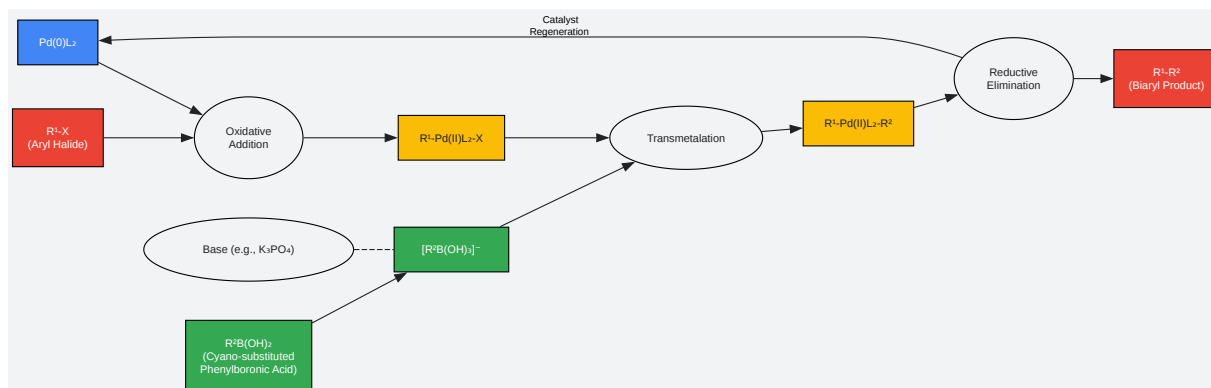 Catalyst
Regeneration
Pd(0)L₂
R¹-X
(Aryl Halide)
Oxidative
Addition
R¹-Pd(II)L₂-X
Transmetalation
R¹-Pd(II)L₂-R²
Reductive
Elimination
R¹-R²
(Biaryl Product)
Base (e.g., K₃PO₄)
[R²B(OH)₃]⁻
R²B(OH)₂
(Cyano-substituted
Phenylboronic Acid)